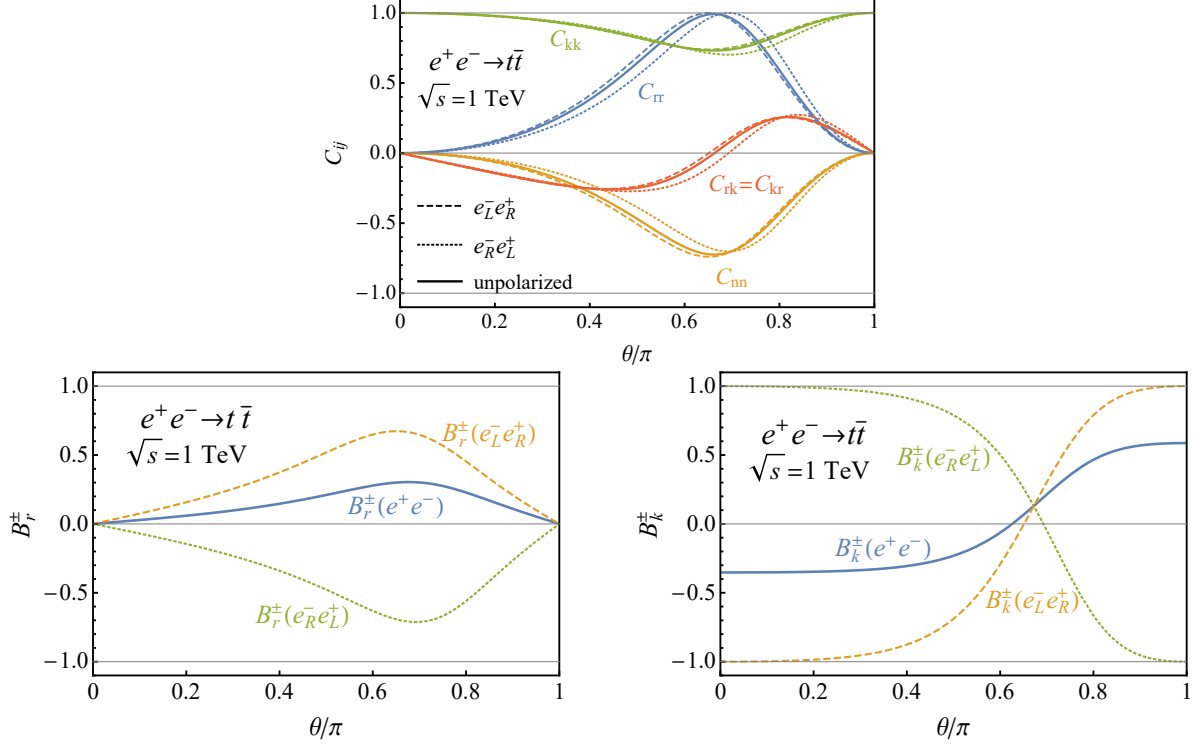 1.0
0.5
0.0
−0.5
−1.0
C_ij
e⁺ e⁻ → tt̄
√s = 1 TeV
C_kk
C_rr
C_rk = C_kr
C_nn
e⁻_L e⁺_R
e⁻_R e⁺_L
unpolarized
0 0.2 0.4 0.6 0.8 1
θ/π
1.0
0.5
0.0
−0.5
−1.0
B^±_r
e⁺ e⁻ → t t̄
√s = 1 TeV
B^±_r(e⁻_L e⁺_R)
B^±_r(e⁺ e⁻)
B^±_r(e⁻_R e⁺_L)
0 0.2 0.4 0.6 0.8 1
θ/π
1.0
0.5
0.0
−0.5
−1.0
B^±_k
e⁺ e⁻ → tt̄
√s = 1 TeV
B^±_k(e⁻_R e⁺_L)
B^±_k(e⁺ e⁻)
B^±_k(e⁻_L e⁺_R)
0 0.2 0.4 0.6 0.8 1
θ/π